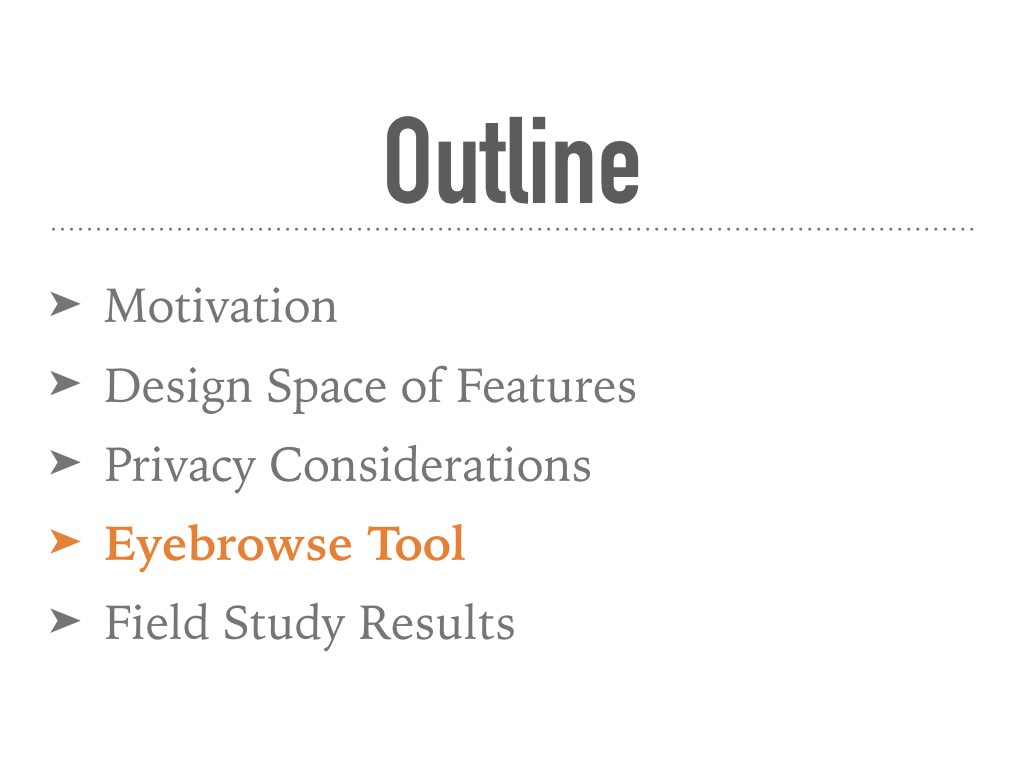 Outline
➤ Motivation
➤ Design Space of Features
➤ Privacy Considerations
➤ Eyebrowse Tool
➤ Field Study Results